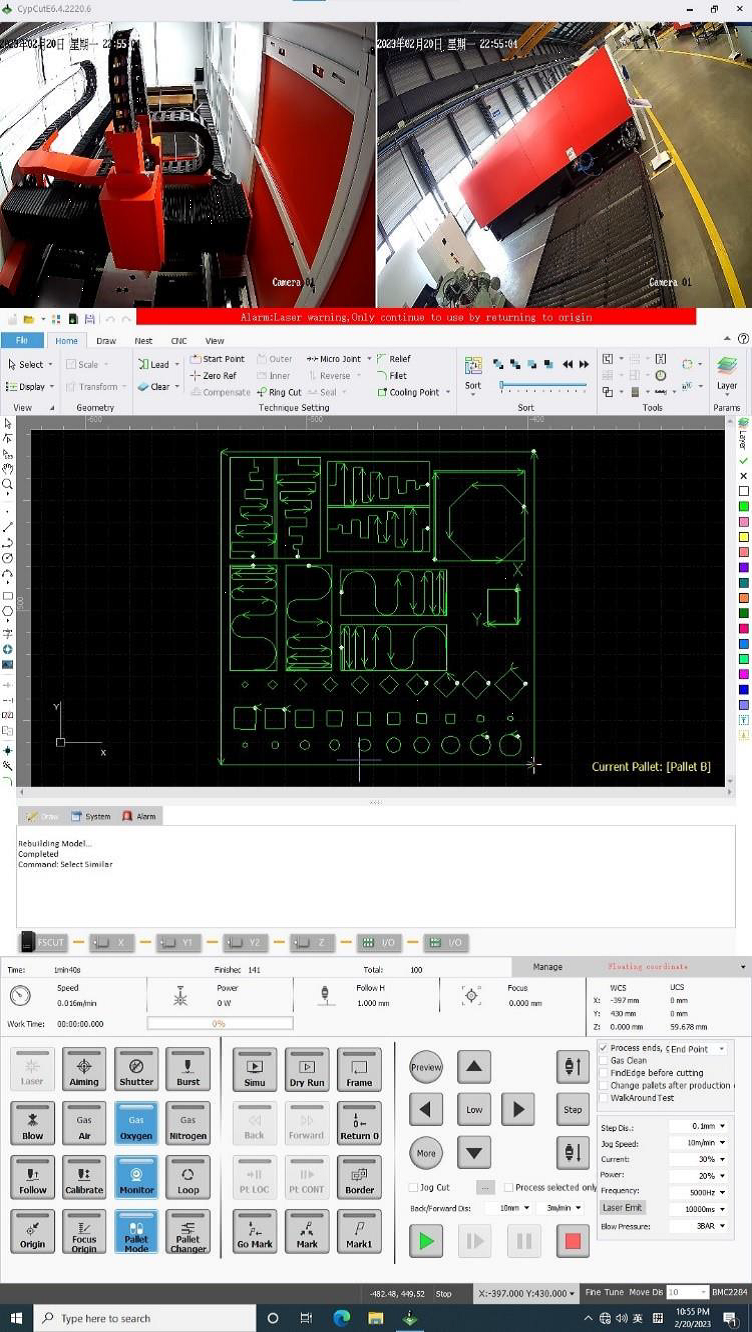 CypCutE6.4.2220.6
2023年02月20日 星期一 22:55:04
2023年02月20日 星期一 22:55:04
Camera 01
Camera 01
Alarm:Laser warning,Only continue to use by returning to origin
File Home Draw Nest CNC View
Select Scale Lead Start Point Outer Micro Joint Relief
Zero Ref Inner Reverse Fillet
Display Transform Clear Compensate Ring Cut Seal Cooling Point Sort Layer
View Geometry Technique Setting Sort Tools Params
Layer
-600 -500 -400
500
X
Y
Y
X
Current Pallet: [Pallet B]
Draw System Alarm
Rebuilding Model...
Completed
Command: Select Similar
FSCUT X Y1 Y2 Z I/O I/O
Time: 1min40s Finished: 141 Total: 100 Manage Floating coordinate
Speed Power Follow H Focus WCS UCS
0.016m/min 0 W 1.000 mm 0.000 mm X: -397 mm 0 mm
Y: 430 mm 0 mm
Work Time: 00:00:00.000 0% Z: 0.000 mm 59.678 mm
Laser Aiming Shutter Burst Simu Dry Run Frame Preview
Gas Gas Gas
Blow Air Oxygen Nitrogen Back Forward Return 0 Low Step
Follow Calibrate Monitor Loop Pt LOC Pt CONT Border More
Jog Cut ... Process selected only
Back/Forward Dis: 10mm 3m/min
Origin Focus Origin Pallet Mode Pallet Changer Go Mark Mark Mark1
Process ends, g End Point
Gas Clean
FindEdge before cutting
Change pallets after production
WalkAroundTest
Step Dis.: 0.1mm
Jog Speed: 10m/min
Current: 30%
Power: 20%
Frequency: 5000Hz
Laser Emit 10000ms
Blow Pressure: 3BAR
-482.48, 449.52 Stop X:-397.000 Y:430.000 Fine Tune Move Dis 10 BMC2284
Type here to search 英 10:55 PM
2/20/2023